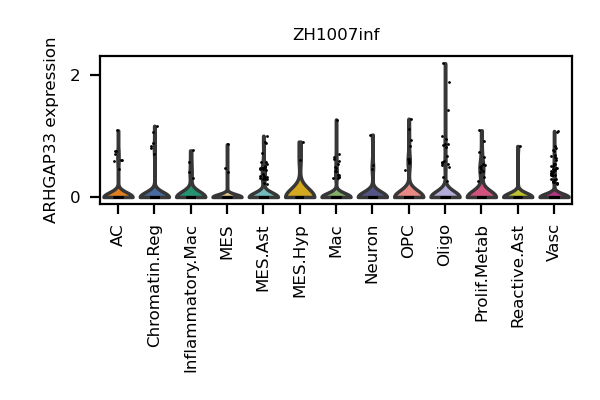 ZH1007inf
ARHGAP33 expression
2
0
AC
Chromatin.Reg
Inflammatory.Mac
MES
MES.Ast
MES.Hyp
Mac
Neuron
OPC
Oligo
Prolif.Metab
Reactive.Ast
Vasc